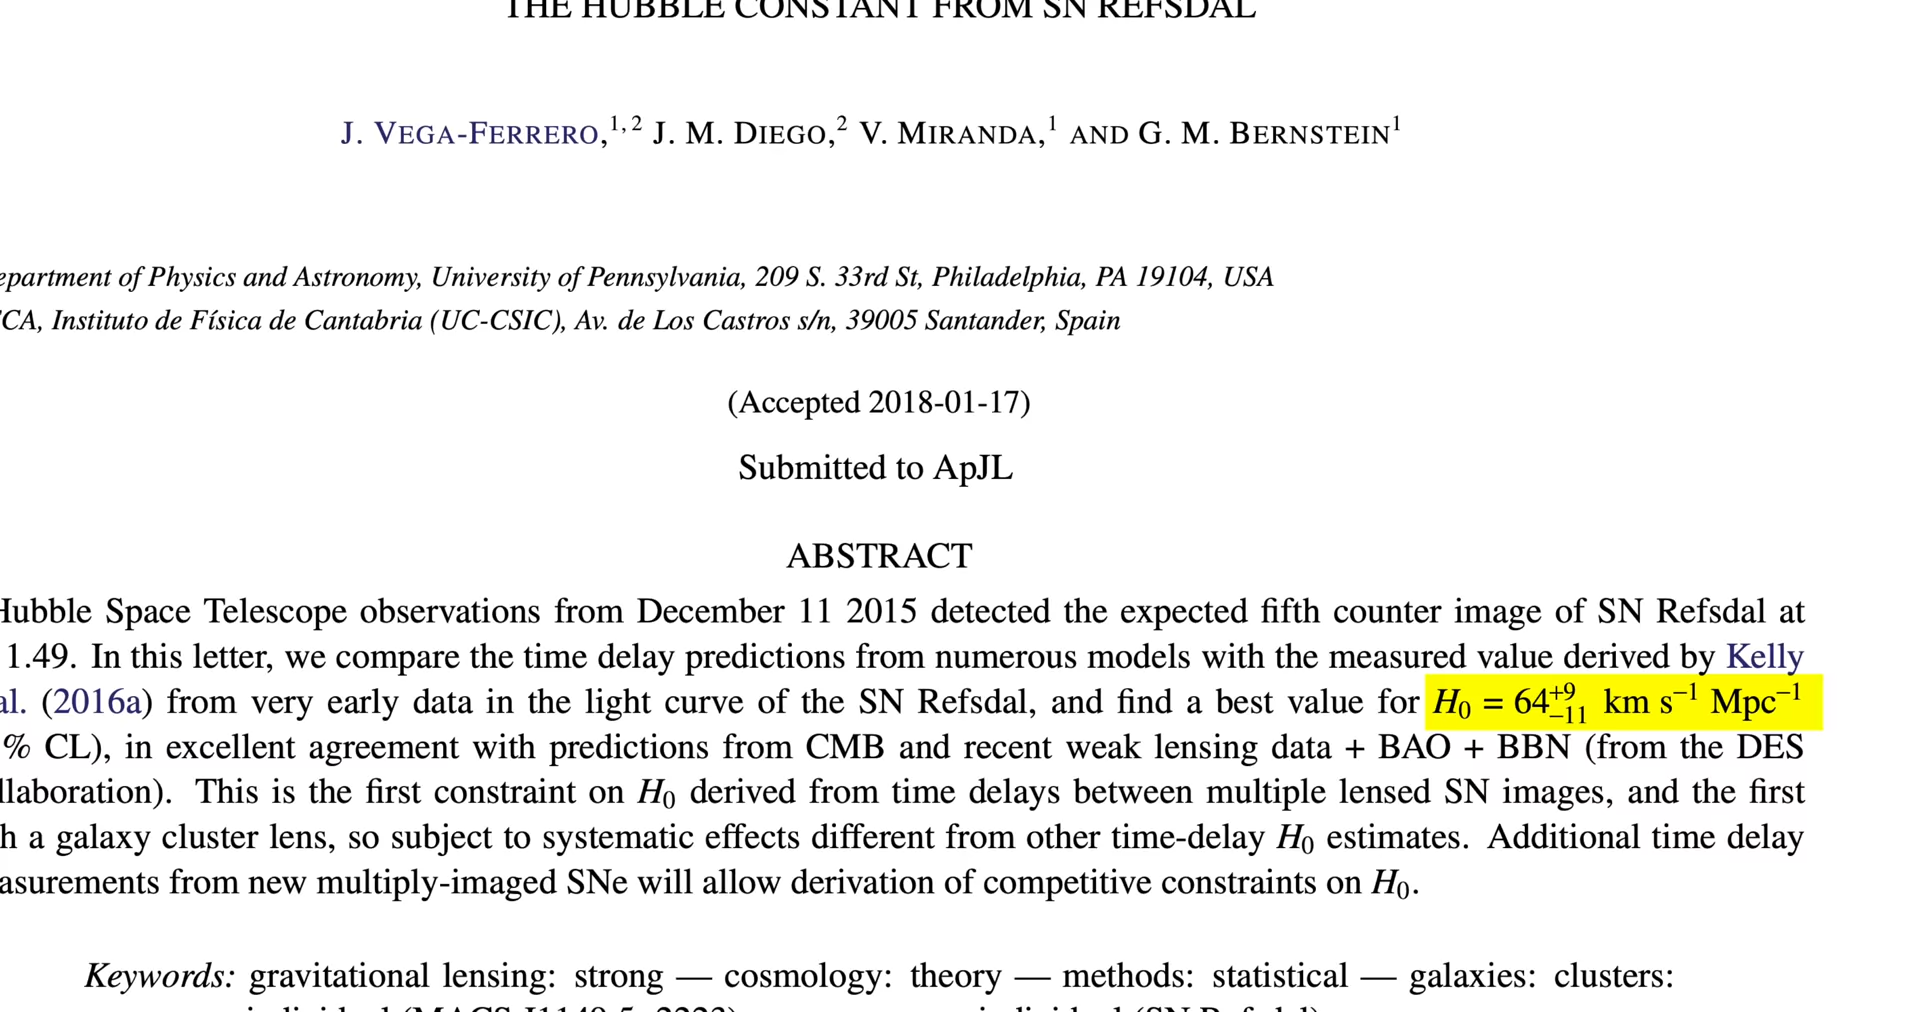 THE HUBBLE CONSTANT FROM SN REFSDAL
J. VEGA-FERRERO,1,2 J. M. DIEGO,2 V. MIRANDA,1 AND G. M. BERNSTEIN1
epartment of Physics and Astronomy, University of Pennsylvania, 209 S. 33rd St, Philadelphia, PA 19104, USA
CA, Instituto de Física de Cantabria (UC-CSIC), Av. de Los Castros s/n, 39005 Santander, Spain
(Accepted 2018-01-17)
Submitted to ApJL
ABSTRACT
Hubble Space Telescope observations from December 11 2015 detected the expected fifth counter image of SN Refsdal at
1.49. In this letter, we compare the time delay predictions from numerous models with the measured value derived by Kelly
al. (2016a) from very early data in the light curve of the SN Refsdal, and find a best value for H0 = 64+9−11 km s−1 Mpc−1
% CL), in excellent agreement with predictions from CMB and recent weak lensing data + BAO + BBN (from the DES
llaboration). This is the first constraint on H0 derived from time delays between multiple lensed SN images, and the first
h a galaxy cluster lens, so subject to systematic effects different from other time-delay H0 estimates. Additional time delay
asurements from new multiply-imaged SNe will allow derivation of competitive constraints on H0.
Keywords: gravitational lensing: strong — cosmology: theory — methods: statistical — galaxies: clusters:
individual (SN Refsdal)